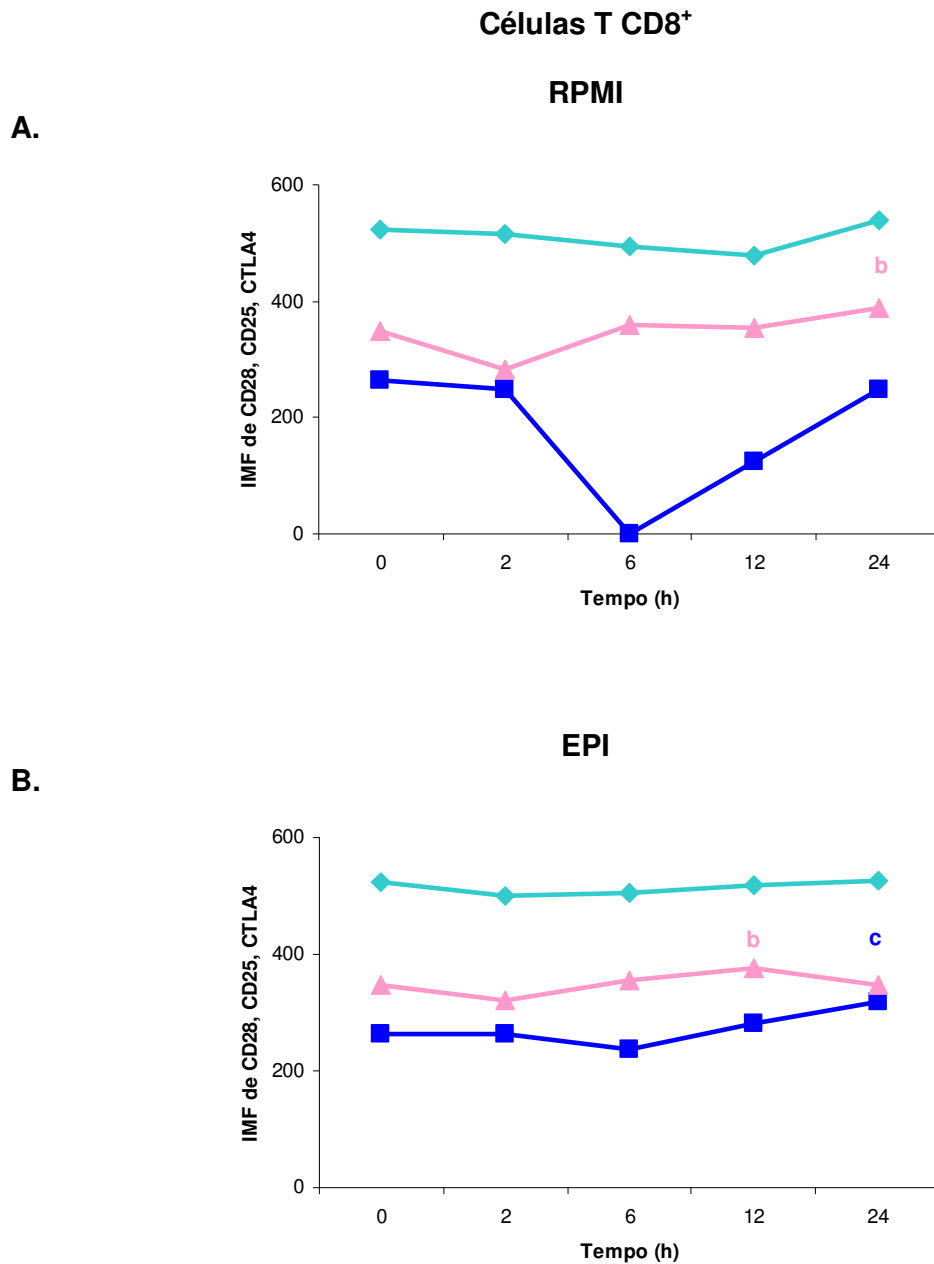 Células T CD8+
RPMI
A.
600
400
200
0
IMF de CD28, CD25, CTLA4
b
0 2 6 12 24
Tempo (h)
EPI
B.
600
400
200
0
IMF de CD28, CD25, CTLA4
b c
0 2 6 12 24
Tempo (h)